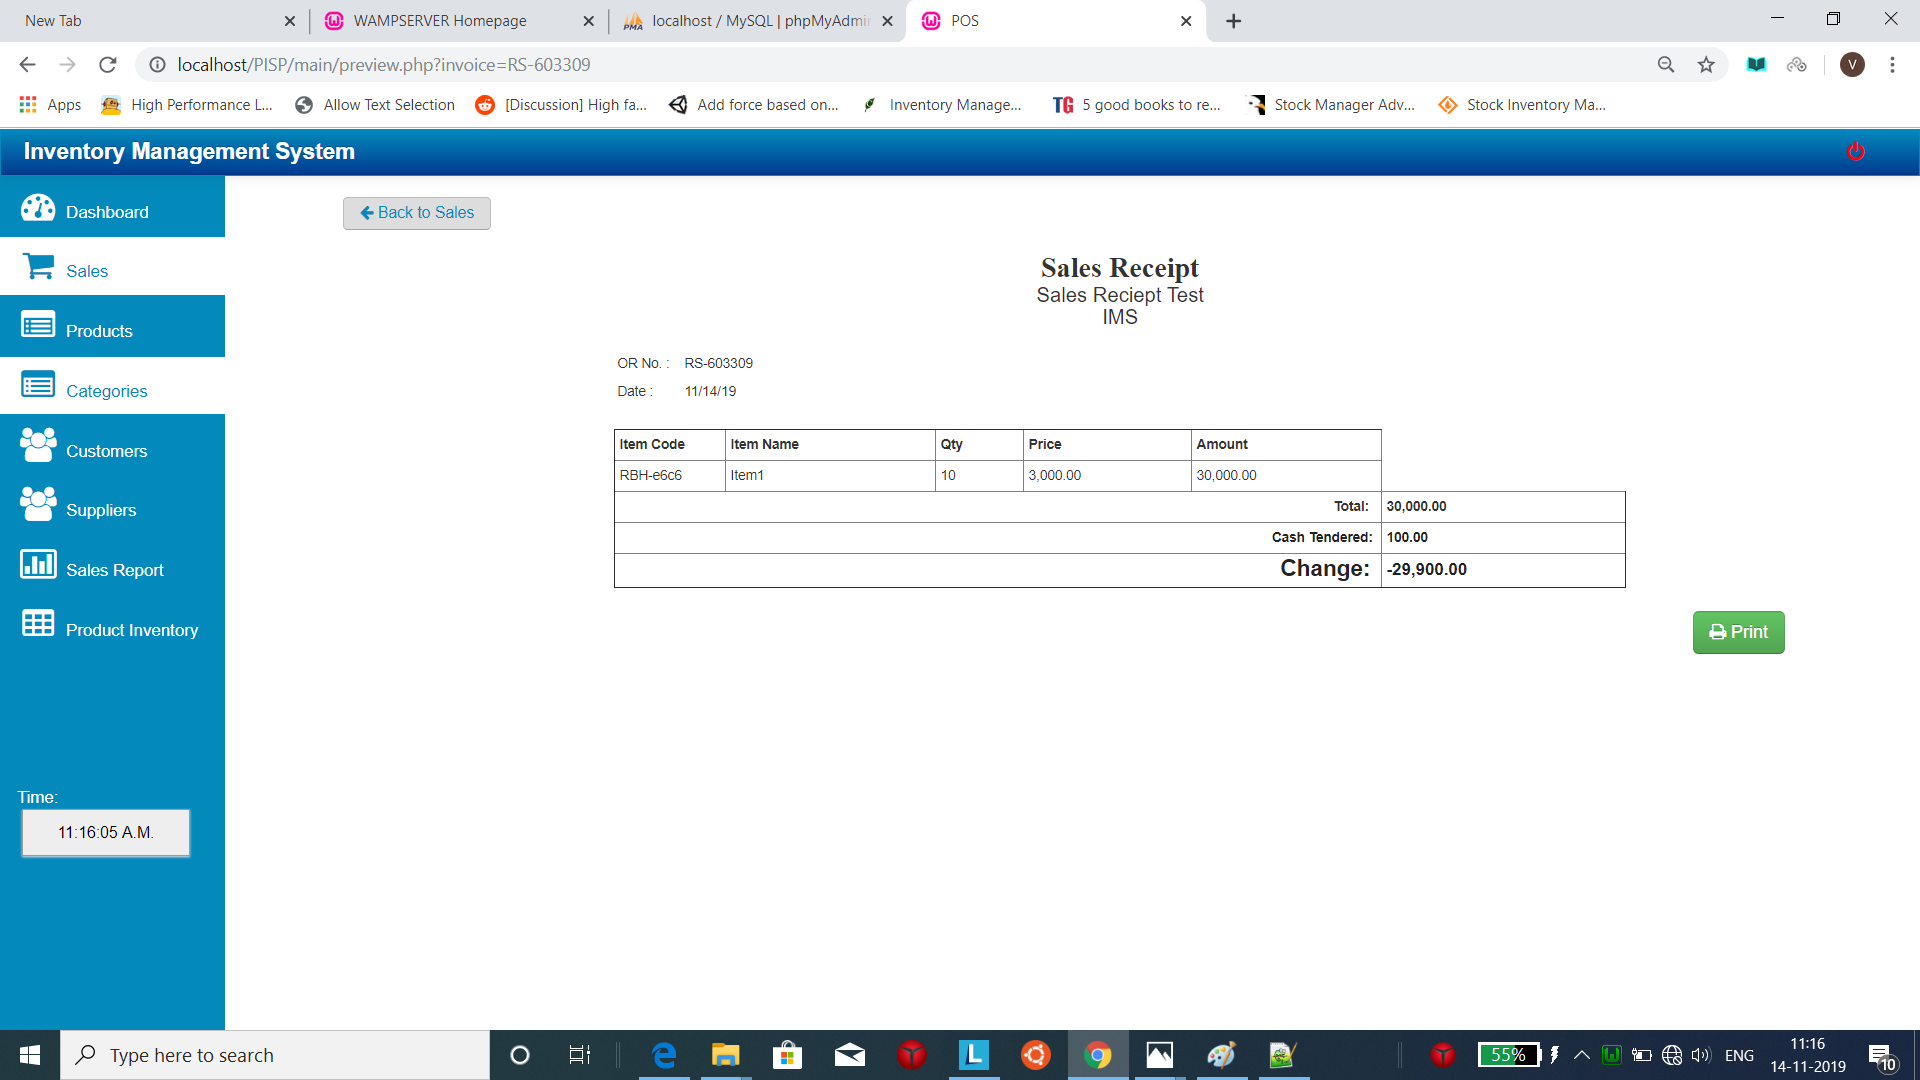 New Tab
WAMPSERVER Homepage
localhost / MySQL | phpMyAdmin
POS
localhost/PISP/main/preview.php?invoice=RS-603309
V
Apps
High Performance L...
Allow Text Selection
[Discussion] High fa...
Add force based on...
Inventory Manage...
TG 5 good books to re...
Stock Manager Adv...
Stock Inventory Ma...
Inventory Management System
Dashboard
Sales
Products
Categories
Customers
Suppliers
Sales Report
Product Inventory
Time:
11:16:05 A.M.
Back to Sales
Sales Receipt
Sales Reciept Test
IMS
OR No. : RS-603309
Date : 11/14/19
Item Code Item Name Qty Price Amount
RBH-e6c6 Item1 10 3,000.00 30,000.00
Total: 30,000.00
Cash Tendered: 100.00
Change: -29,900.00
Print
Type here to search
L
55%
ENG
11:16
14-11-2019
10